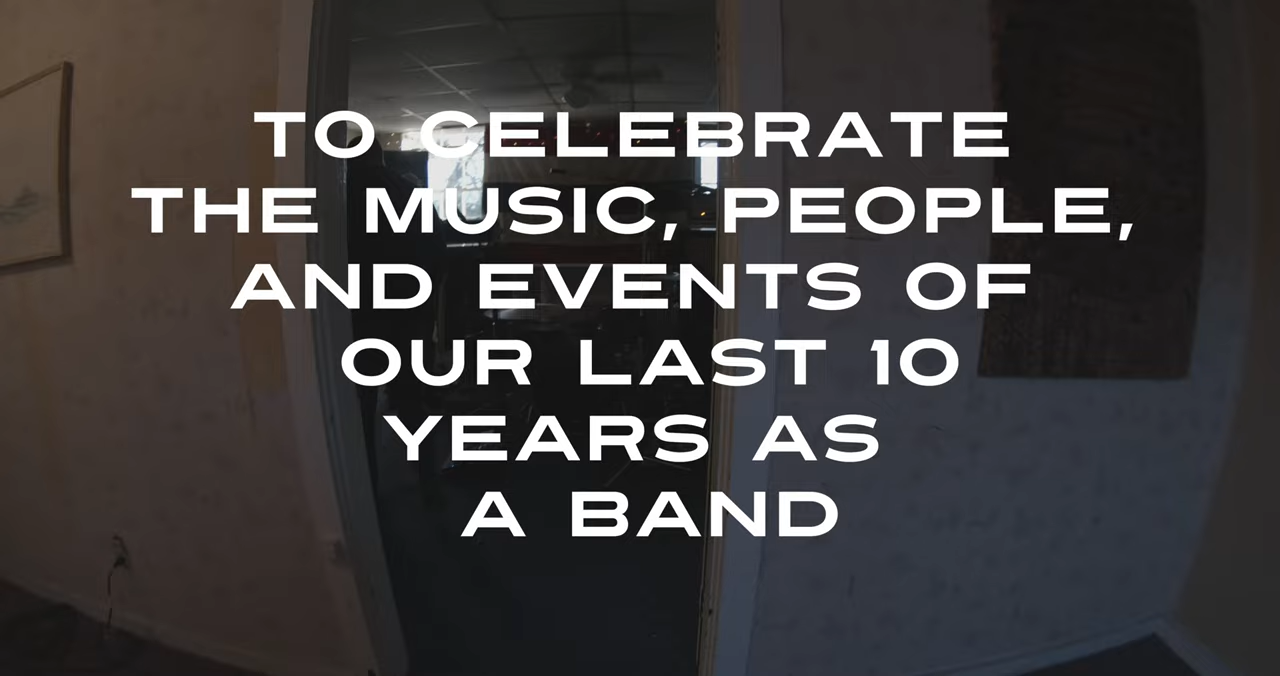 TO CELEBRATE
THE MUSIC, PEOPLE,
AND EVENTS OF
OUR LAST 10
YEARS AS
A BAND